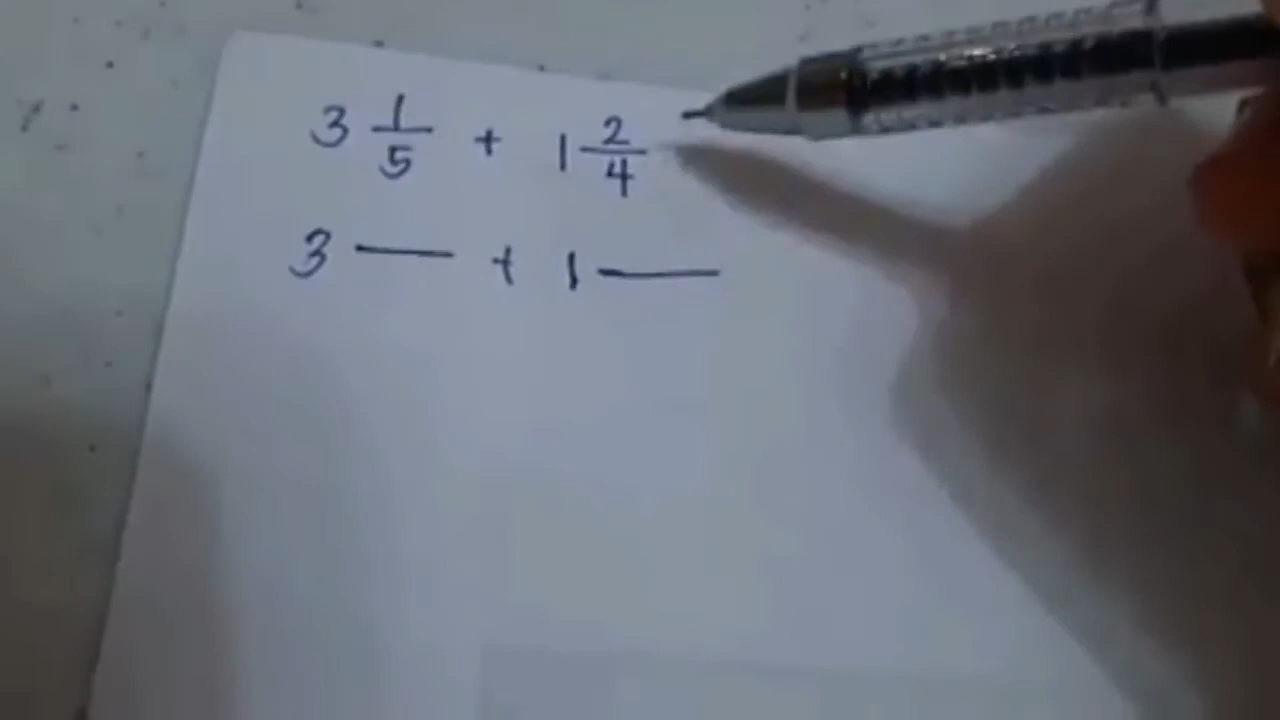 3 1/5 + 1 2/4
3 — + 1 —